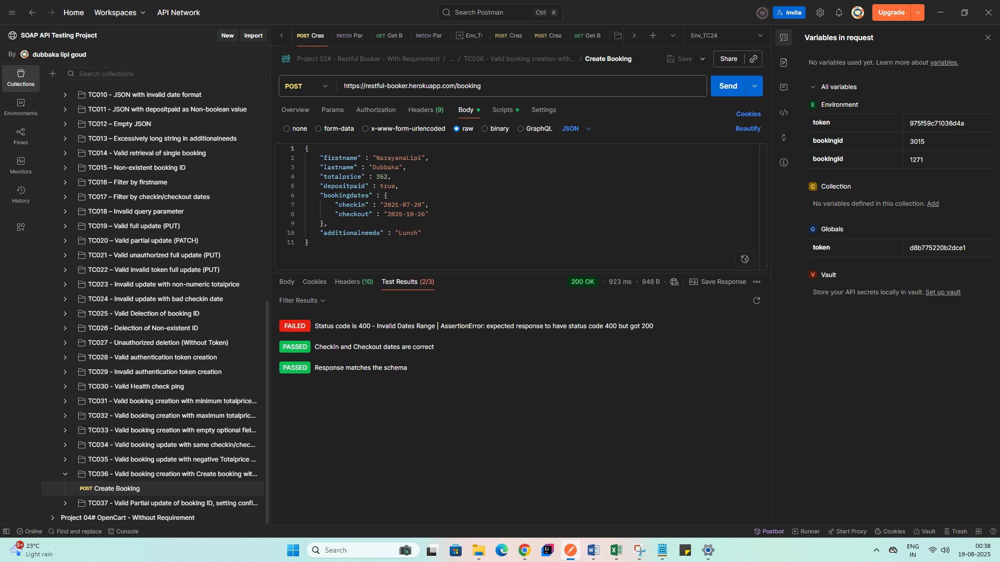 Home
Workspaces
API Network
Search Postman
Ctrl
K
Invite
Upgrade
SOAP API Testing Project
New
Import
By dubbaka lipi goud
Collections
Environments
Flows
Monitors
History
Search collections
TC010 - JSON with invalid date format
TC011 - JSON with depositpaid as Non-boolean value
TC012 – Empty JSON
TC013 – Excessively long string in additionalneeds
TC014 - Valid retrieval of single booking
TC015 – Non-existent booking ID
TC016 – Filter by firstname
TC017 – Filter by checkin/checkout dates
TC018 – Invalid query parameter
TC019 – Valid full update (PUT)
TC020 – Valid partial update (PATCH)
TC021 – Valid unauthorized full update (PUT)
TC022 – Valid invalid token full update (PUT)
TC023 - Invalid update with non-numeric totalprice
TC024 - Invalid update with bad checkin date
TC025 - Valid Delection of booking ID
TC026 - Delection of Non-existent ID
TC027 - Unauthorized deletion (Without Token)
TC028 - Valid authentication token creation
TC029 - Invalid authentication token creation
TC030 - Valid Health check ping
TC031 - Valid booking creation with minimum totalprice...
TC032 - Valid booking creation with maximum totalpric...
TC033 - Valid booking creation with empty optional fiel...
TC034 - Valid booking update with same checkin/chec...
TC035 - Valid booking update with negative Totalprice ...
TC036 - Valid booking creation with Create booking wit...
POST Create Booking
TC037 - Valid Partial update of booking ID, setting confl...
Project 04# OpenCart - Without Requirement
POST Crea
PATCH Par
GET Get B
PATCH Par
Env_T
POST Crea
POST Crea
GET Get B
Env_TC24
HTTP Project 02# - Restful Booker - With Requirement / ... / TC036 - Valid booking creation with... / Create Booking
Save
Share
POST
https://restful-booker.herokuapp.com/booking
Send
Overview
Params
Authorization
Headers (9)
Body
Scripts
Settings
Cookies
none
form-data
x-www-form-urlencoded
raw
binary
GraphQL
JSON
Beautify
1 {
2 "firstname" : "NarayanaLipi",
3 "lastname" : "Dubbaka",
4 "totalprice" : 352,
5 "depositpaid" : true,
6 "bookingdates" : {
7 "checkin" : "2021-07-20",
8 "checkout" : "2025-10-26"
9 },
10 "additionalneeds" : "Lunch"
11 }
Body
Cookies
Headers (10)
Test Results (2/3)
200 OK
923 ms
948 B
e.g. Save Response
Filter Results
FAILED Status code is 400 - Invalid Dates Range | AssertionError: expected response to have status code 400 but got 200
PASSED Checkin and Checkout dates are correct
PASSED Response matches the schema
Variables in request
No variables used yet. Learn more about variables.
All variables
E Environment
token 975f59c71036d4a
bookingid 3015
bookingId 1271
C Collection
No variables defined in this collection. Add
G Globals
token d8b775220b2dce1
V Vault
Store your API secrets locally in vault. Set up vault
Online
Find and replace
Console
Postbot
Runner
Start Proxy
Cookies
Vault
Trash
9+
23°C
Light rain
Search
ENG
IN
00:38
19-08-2025